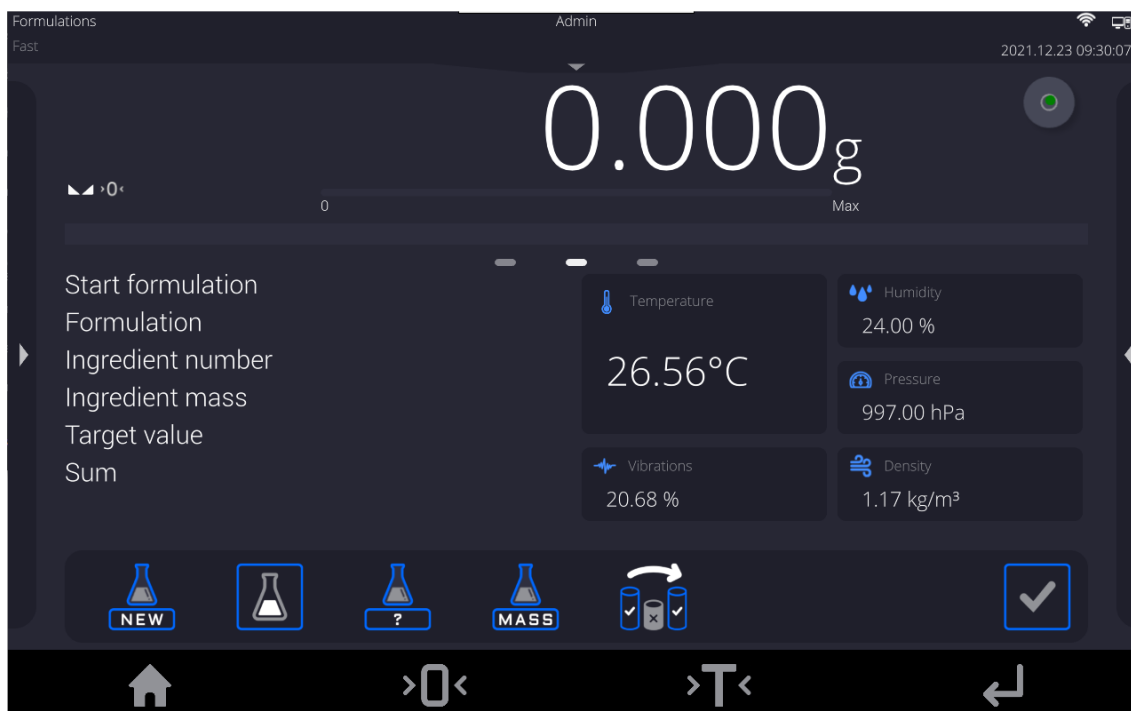 Formulations
Admin
Fast
2021.12.23 09:30:07
0.000g
›0‹
0
Max
Start formulation
Formulation
Ingredient number
Ingredient mass
Target value
Sum
Temperature
26.56°C
Humidity
24.00 %
Pressure
997.00 hPa
Vibrations
20.68 %
Density
1.17 kg/m³
NEW
?
MASS
>0<
>T<